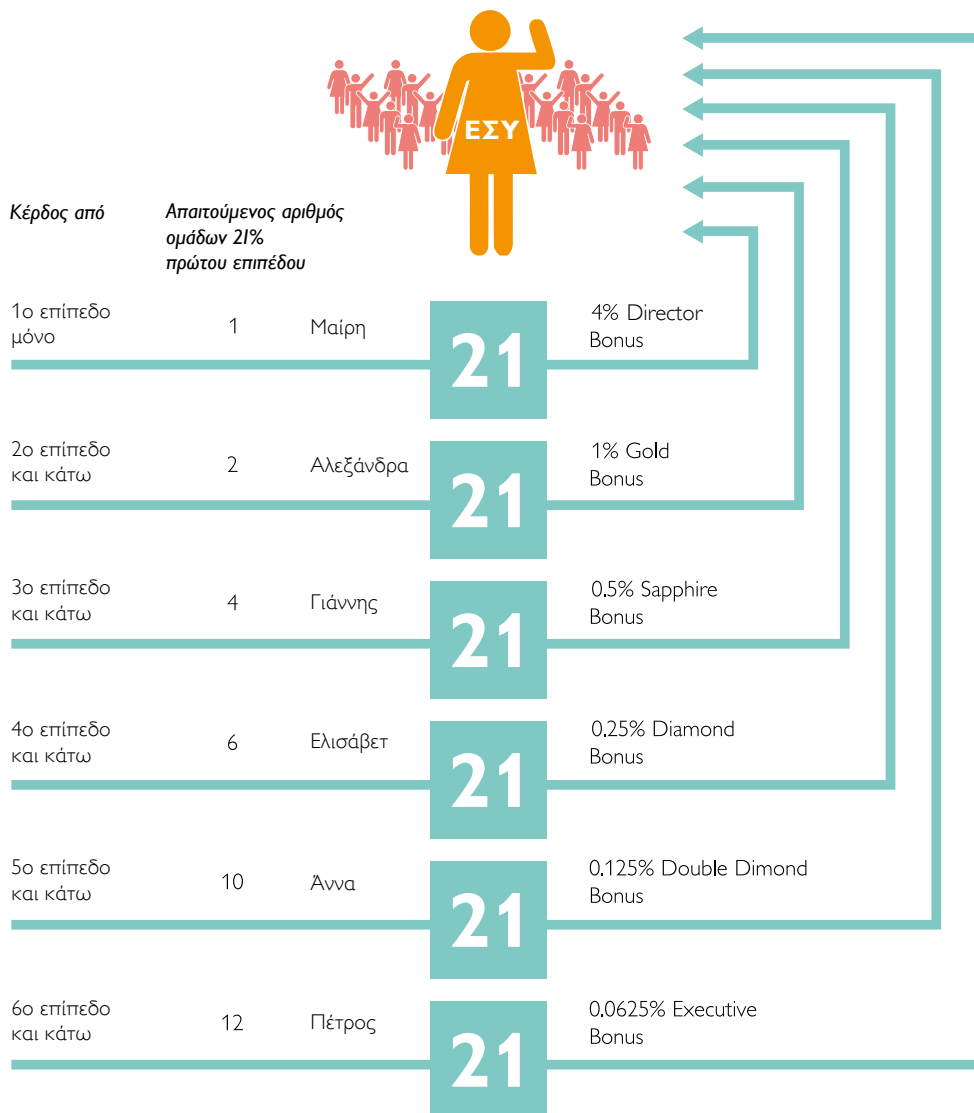 ΕΣΥ
Κέρδος από
Απαιτούμενος αριθμός
ομάδων 21%
πρώτου επιπέδου
1ο επίπεδο
μόνο
1
Μαίρη
21
4% Director
Bonus
2ο επίπεδο
και κάτω
2
Αλεξάνδρα
21
1% Gold
Bonus
3ο επίπεδο
και κάτω
4
Γιάννης
21
0.5% Sapphire
Bonus
4ο επίπεδο
και κάτω
6
Ελισάβετ
21
0.25% Diamond
Bonus
5ο επίπεδο
και κάτω
10
Άννα
21
0.125% Double Dimond
Bonus
6ο επίπεδο
και κάτω
12
Πέτρος
21
0.0625% Executive
Bonus